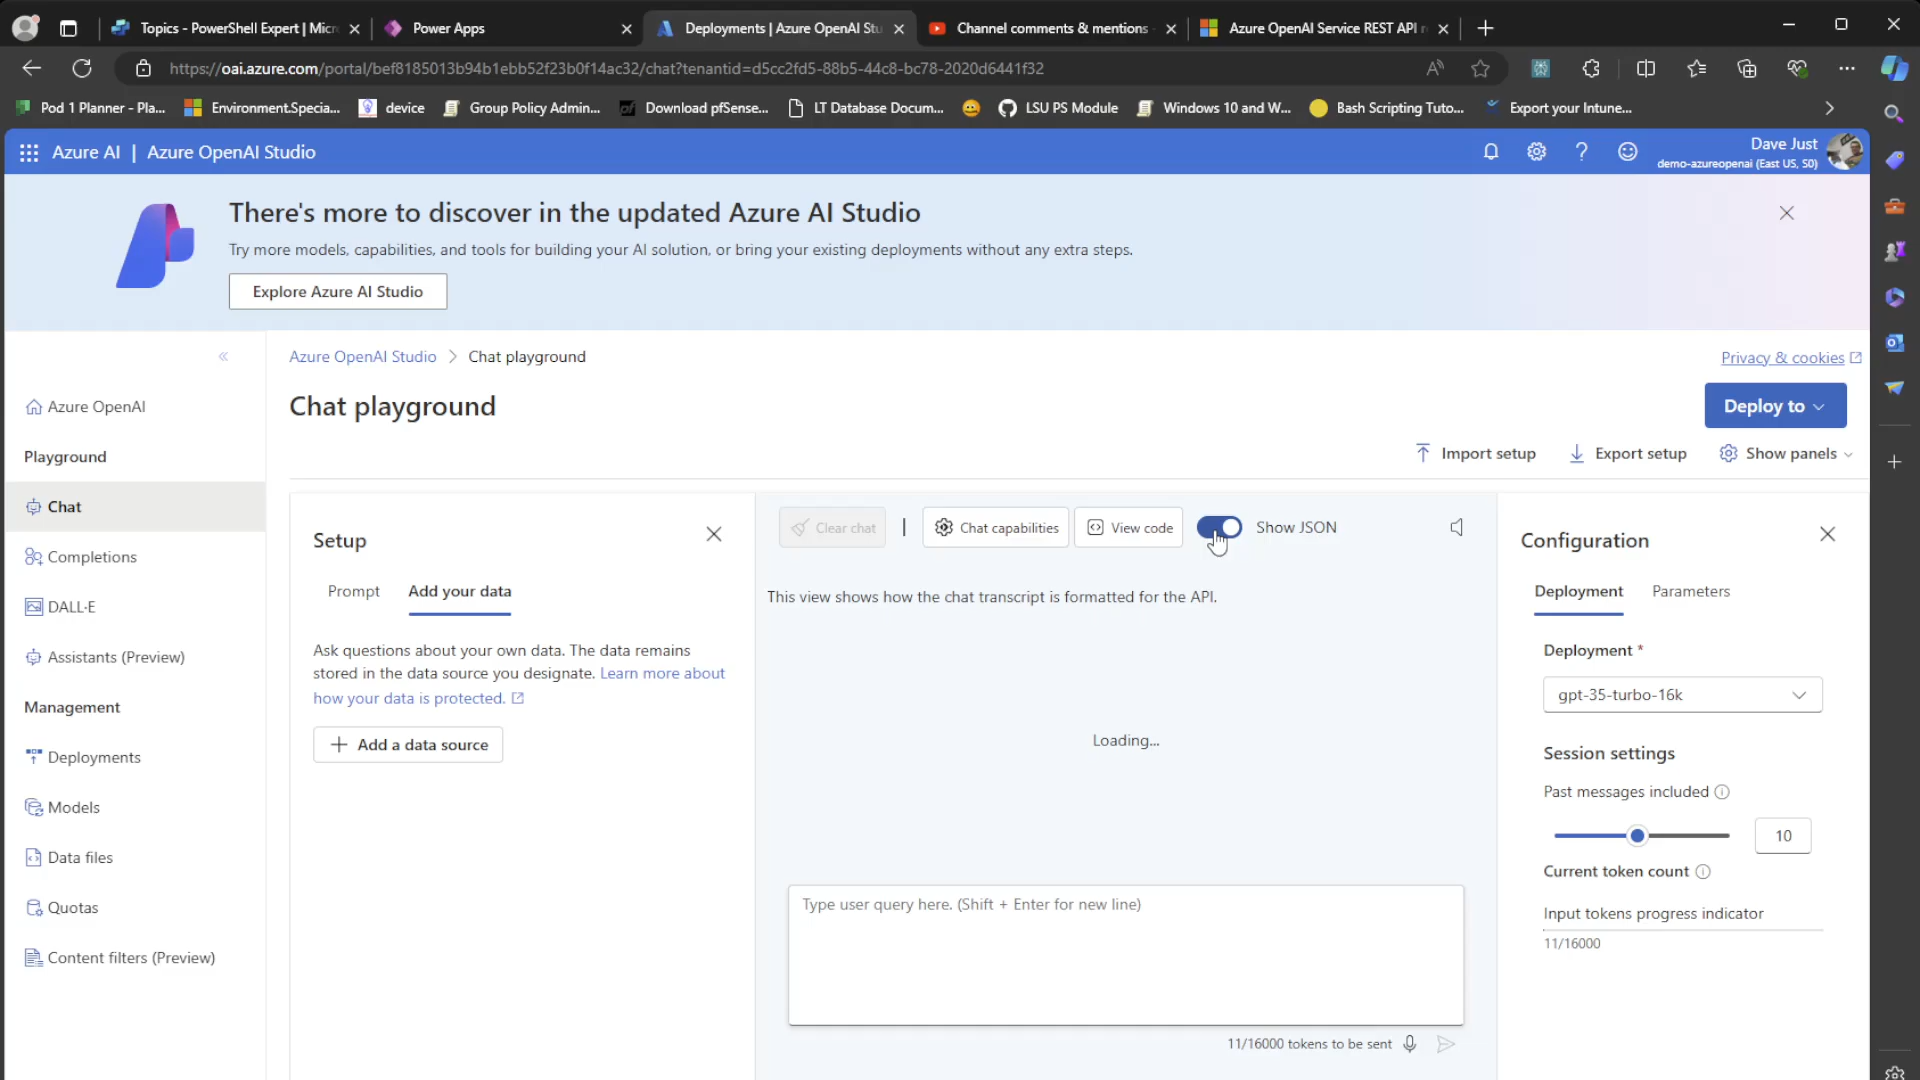 Topics - PowerShell Expert | Micr
Power Apps
Deployments | Azure OpenAI Stu
Channel comments & mentions
Azure OpenAI Service REST API r
https://oai.azure.com/portal/bef8185013b94b1ebb52f23b0f14ac32/chat?tenantid=d5cc2fd5-88b5-44c8-bc78-2020d6441f32
Pod 1 Planner - Pla...
Environment.Specia...
device
Group Policy Admin...
Download pfSense...
LT Database Docum...
LSU PS Module
Windows 10 and W...
Bash Scripting Tuto...
Export your Intune...
Azure AI | Azure OpenAI Studio
Dave Just
demo-azureopenai (East US, S0)
There's more to discover in the updated Azure AI Studio
Try more models, capabilities, and tools for building your AI solution, or bring your existing deployments without any extra steps.
Explore Azure AI Studio
Azure OpenAI Studio > Chat playground
Privacy & cookies
Chat playground
Deploy to
Import setup
Export setup
Show panels
Azure OpenAI
Playground
Chat
Completions
DALL·E
Assistants (Preview)
Management
Deployments
Models
Data files
Quotas
Content filters (Preview)
Setup
Prompt
Add your data
Ask questions about your own data. The data remains
stored in the data source you designate. Learn more about
how your data is protected.
Add a data source
Clear chat
Chat capabilities
View code
Show JSON
This view shows how the chat transcript is formatted for the API.
Loading...
Type user query here. (Shift + Enter for new line)
11/16000 tokens to be sent
Configuration
Deployment
Parameters
Deployment *
gpt-35-turbo-16k
Session settings
Past messages included
10
Current token count
Input tokens progress indicator
11/16000